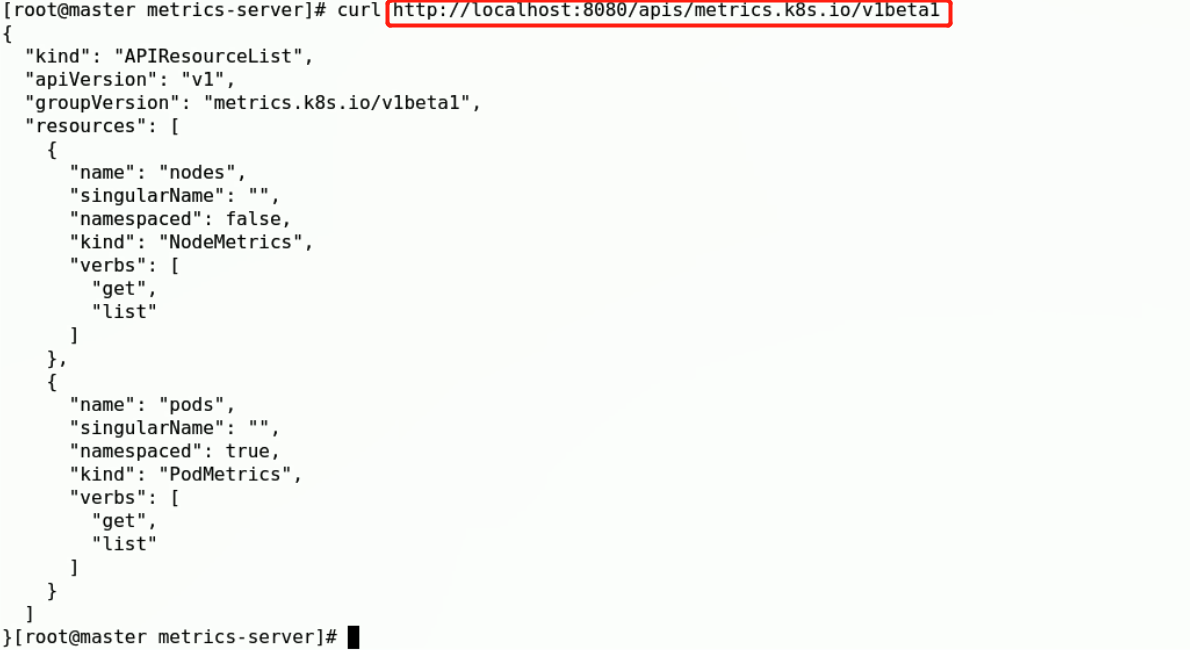 [root@master metrics-server]# curl http://localhost:8080/apis/metrics.k8s.io/v1beta1
{
  "kind": "APIResourceList",
  "apiVersion": "v1",
  "groupVersion": "metrics.k8s.io/v1beta1",
  "resources": [
    {
      "name": "nodes",
      "singularName": "",
      "namespaced": false,
      "kind": "NodeMetrics",
      "verbs": [
        "get",
        "list"
      ]
    },
    {
      "name": "pods",
      "singularName": "",
      "namespaced": true,
      "kind": "PodMetrics",
      "verbs": [
        "get",
        "list"
      ]
    }
  ]
}[root@master metrics-server]#